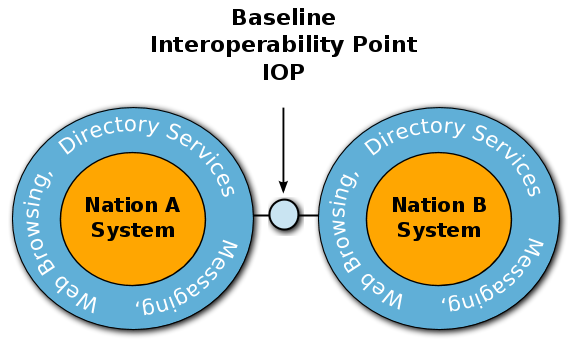 Baseline
Interoperability Point
IOP
Web Browsing, Directory Services
Messaging,
Nation A
System
Web Browsing, Directory Services
Messaging,
Nation B
System